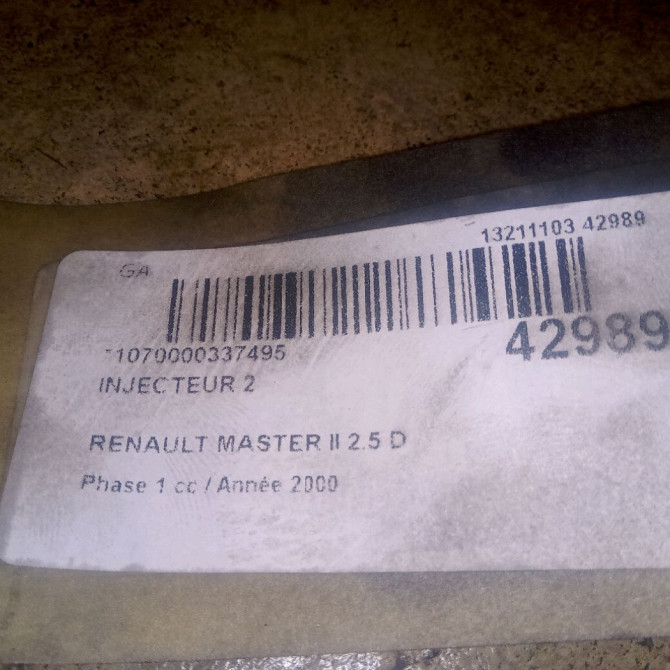 13211103 42989
GA
42989
-1070000337495
INJECTEUR 2
RENAULT MASTER II 2.5 D
Phase 1 cc / Année 2000